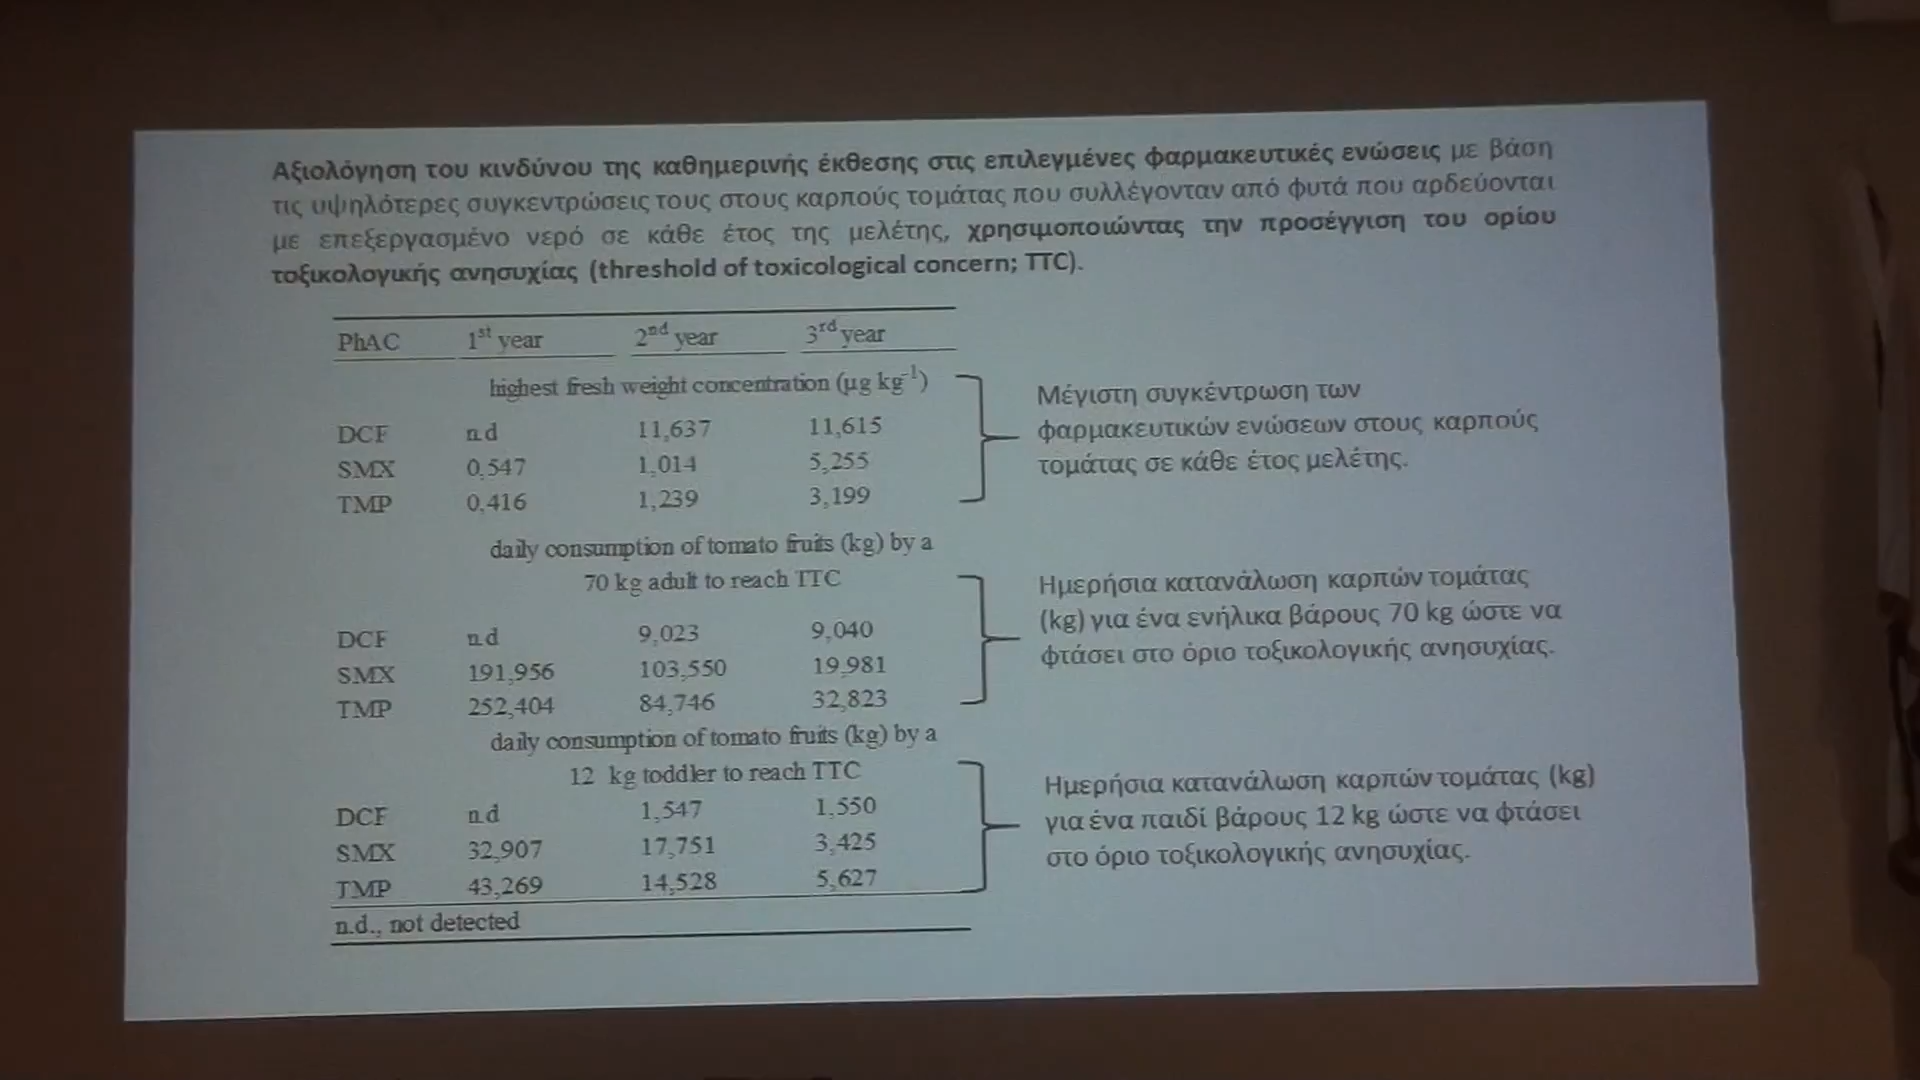 Αξιολόγηση του κινδύνου της καθημερινής έκθεσης στις επιλεγμένες φαρμακευτικές ενώσεις με βάση
τις υψηλότερες συγκεντρώσεις τους στους καρπούς τομάτας που συλλέγονταν από φυτά που αρδεύονται
με επεξεργασμένο νερό σε κάθε έτος της μελέτης, χρησιμοποιώντας την προσέγγιση του ορίου
τοξικολογικής ανησυχίας (threshold of toxicological concern; TTC).
PhAC 1st year 2nd year 3rd year
highest fresh weight concentration (µg kg-1)
DCF n.d 11,637 11,615
SMX 0,547 1,014 5,255
TMP 0,416 1,239 3,199
Μέγιστη συγκέντρωση των
φαρμακευτικών ενώσεων στους καρπούς
τομάτας σε κάθε έτος μελέτης.
daily consumption of tomato fruits (kg) by a
70 kg adult to reach TTC
DCF n.d 9,023 9,040
SMX 191,956 103,550 19,981
TMP 252,404 84,746 32,823
Ημερήσια κατανάλωση καρπών τομάτας
(kg) για ένα ενήλικα βάρους 70 kg ώστε να
φτάσει στο όριο τοξικολογικής ανησυχίας.
daily consumption of tomato fruits (kg) by a
12 kg toddler to reach TTC
DCF n.d 1,547 1,550
SMX 32,907 17,751 3,425
TMP 43,269 14,528 5,627
Ημερήσια κατανάλωση καρπών τομάτας (kg)
για ένα παιδί βάρους 12 kg ώστε να φτάσει
στο όριο τοξικολογικής ανησυχίας.
n.d., not detected